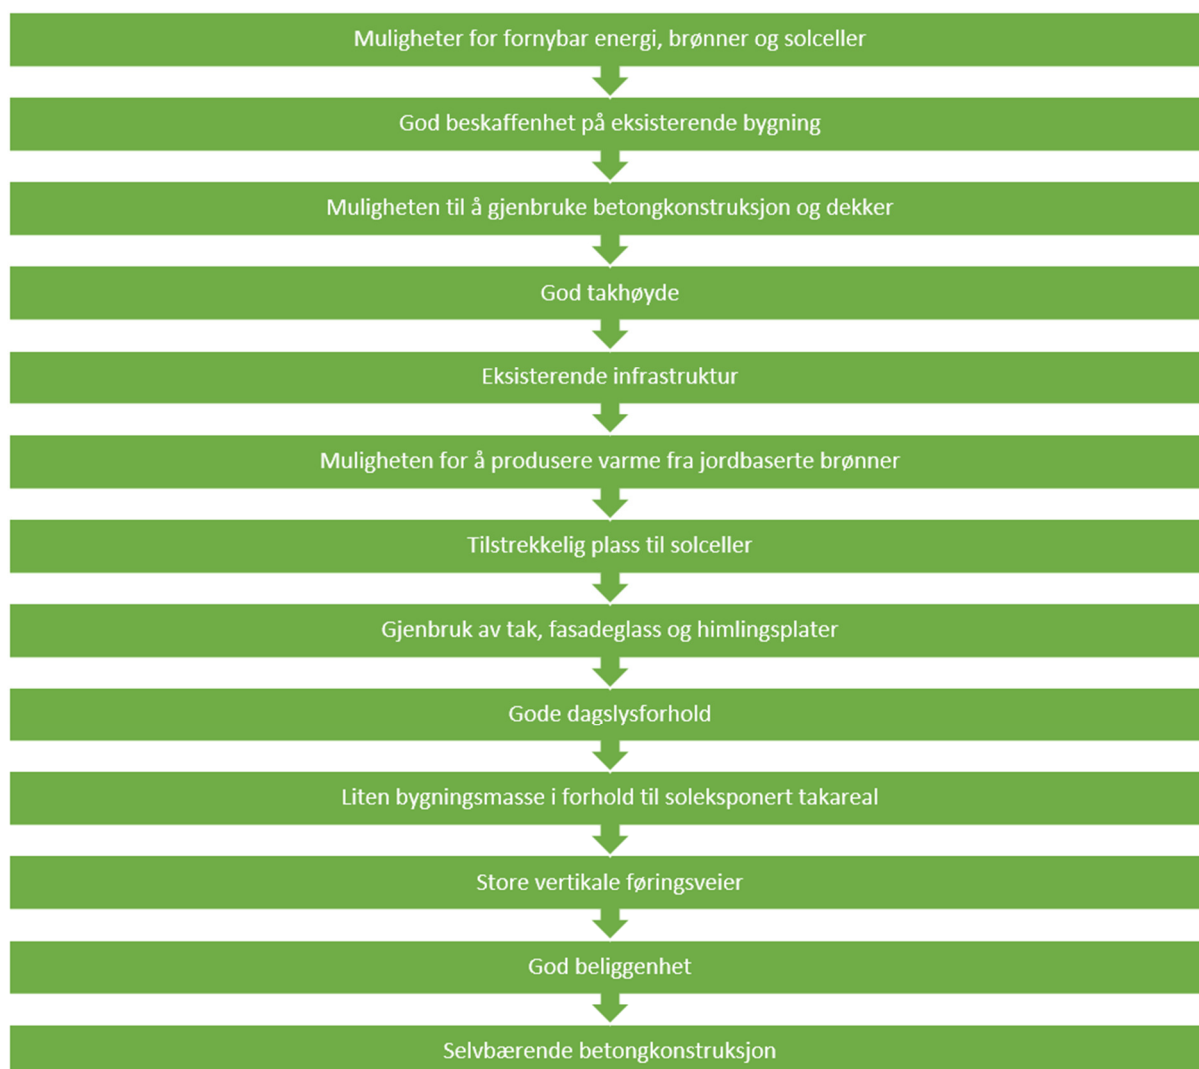 Muligheter for fornybar energi, brønner og solceller
God beskaffenhet på eksisterende bygning
Muligheten til å gjenbruke betongkonstruksjon og dekker
God takhøyde
Eksisterende infrastruktur
Muligheten for å produsere varme fra jordbaserte brønner
Tilstrekkelig plass til solceller
Gjenbruk av tak, fasadeglass og himlingsplater
Gode dagslysforhold
Liten bygningsmasse i forhold til soleksponert takareal
Store vertikale føringsveier
God beliggenhet
Selvbærende betongkonstruksjon